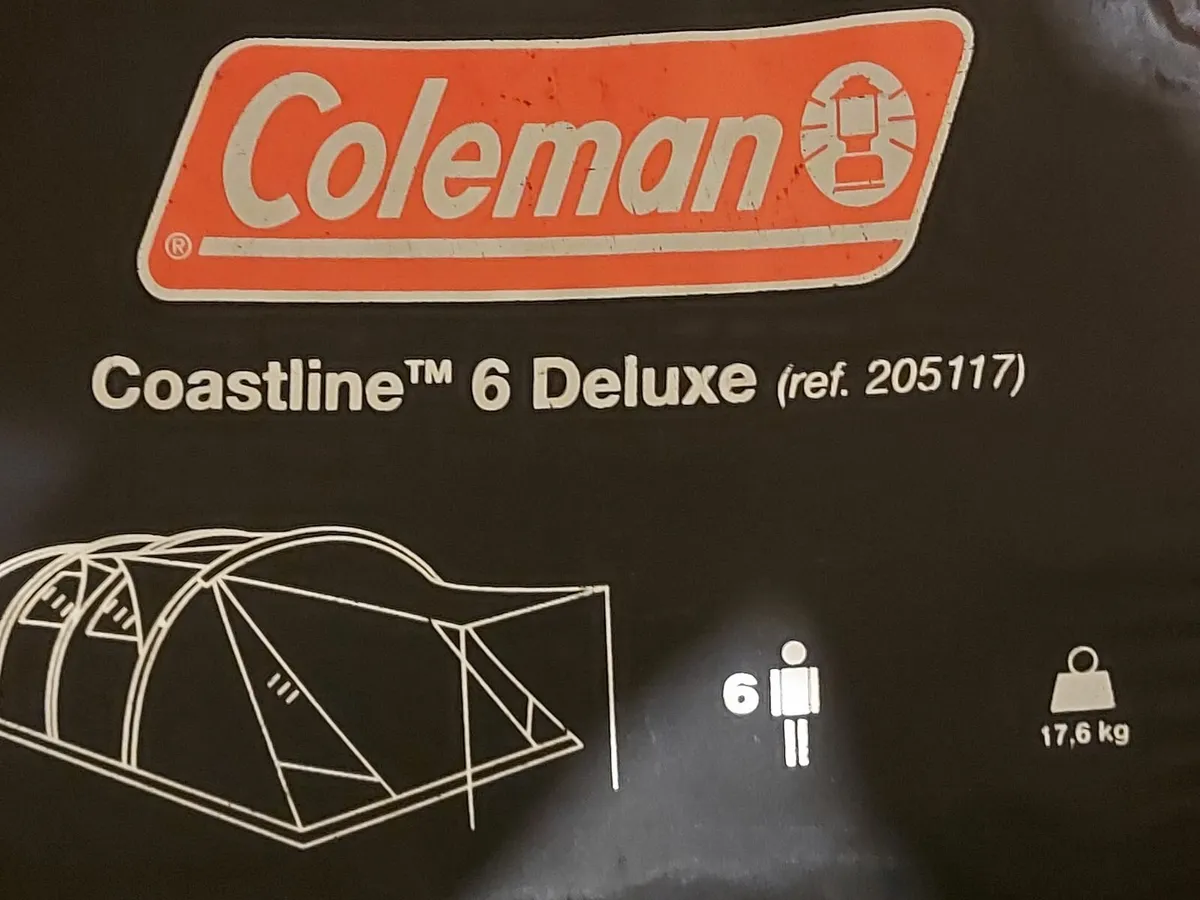 Coleman
®
Coastline™ 6 Deluxe (ref. 205117)
6
17,6 kg